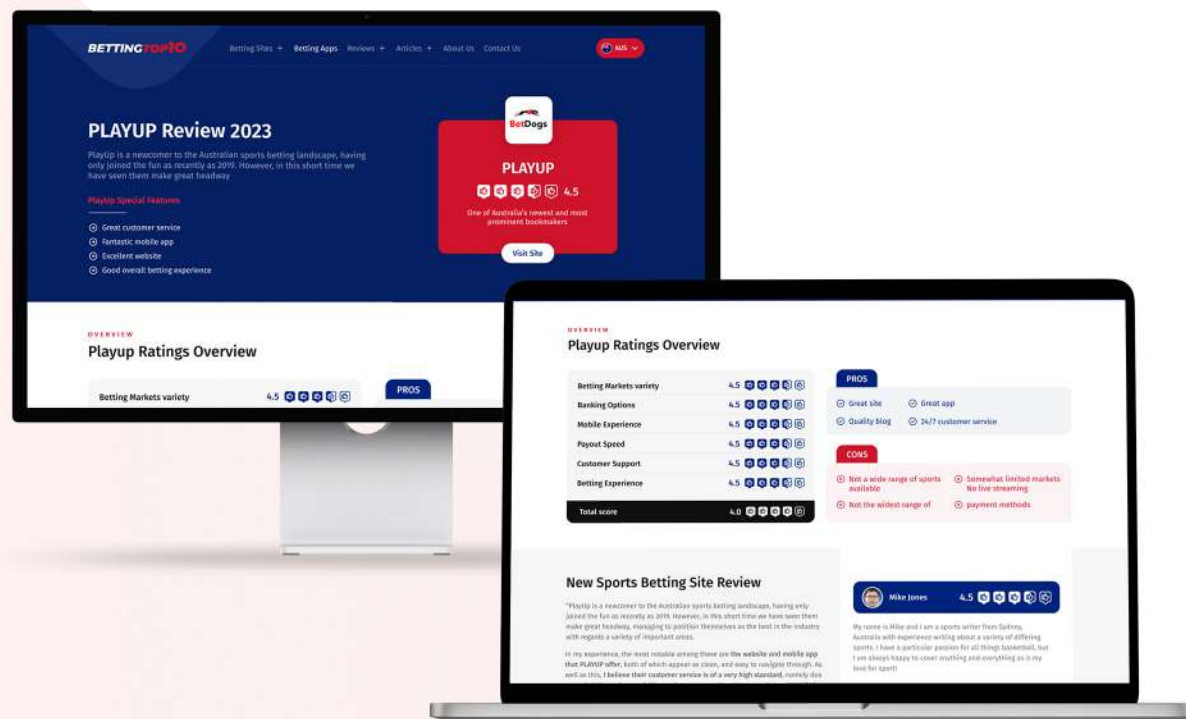 BETTINGTOP10
Betting Sites +
Betting Apps
Reviews +
Articles +
About Us
Contact Us
AUS
PLAYUP Review 2023
PlayUp is a newcomer to the Australian sports betting landscape, having
only joined the fun as recently as 2019. However, in this short time we
have seen them make great headway
PlayUp Special Features
Great customer service
Fantastic mobile app
Excellent website
Good overall betting experience
BetDogs
PLAYUP
4.5
One of Australia's newest and most
prominent bookmakers
Visit Site
OVERVIEW
Playup Ratings Overview
Betting Markets variety 4.5
PROS
OVERVIEW
Playup Ratings Overview
Betting Markets variety 4.5
Banking Options 4.5
Mobile Experience 4.5
Payout Speed 4.5
Customer Support 4.5
Betting Experience 4.5
Total score 4.0
PROS
Great site
Great app
Quality blog
24/7 customer service
CONS
Not a wide range of sports
available
Somewhat limited markets
No live streaming
Not the widest range of
payment methods
New Sports Betting Site Review
"PlayUp is a newcomer to the Australian sports betting landscape, having only
joined the fun as recently as 2019. However, in this short time we have seen them
make great headway, managing to position themselves as the best in the industry
with regards a variety of important areas.
In my experience, the most notable among these are the website and mobile app
that PLAYUP offer, both of which appear as clean, and easy to navigate through. As
well as this, I believe their customer service is of a very high standard, namely due
Mike Jones 4.5
My name is Mike and I am a sports writer from Sydney,
Australia with experience writing about a variety of differing
sports. I have a particular passion for all things basketball, but
I am always happy to cover anything and everything as is my
love for sport!